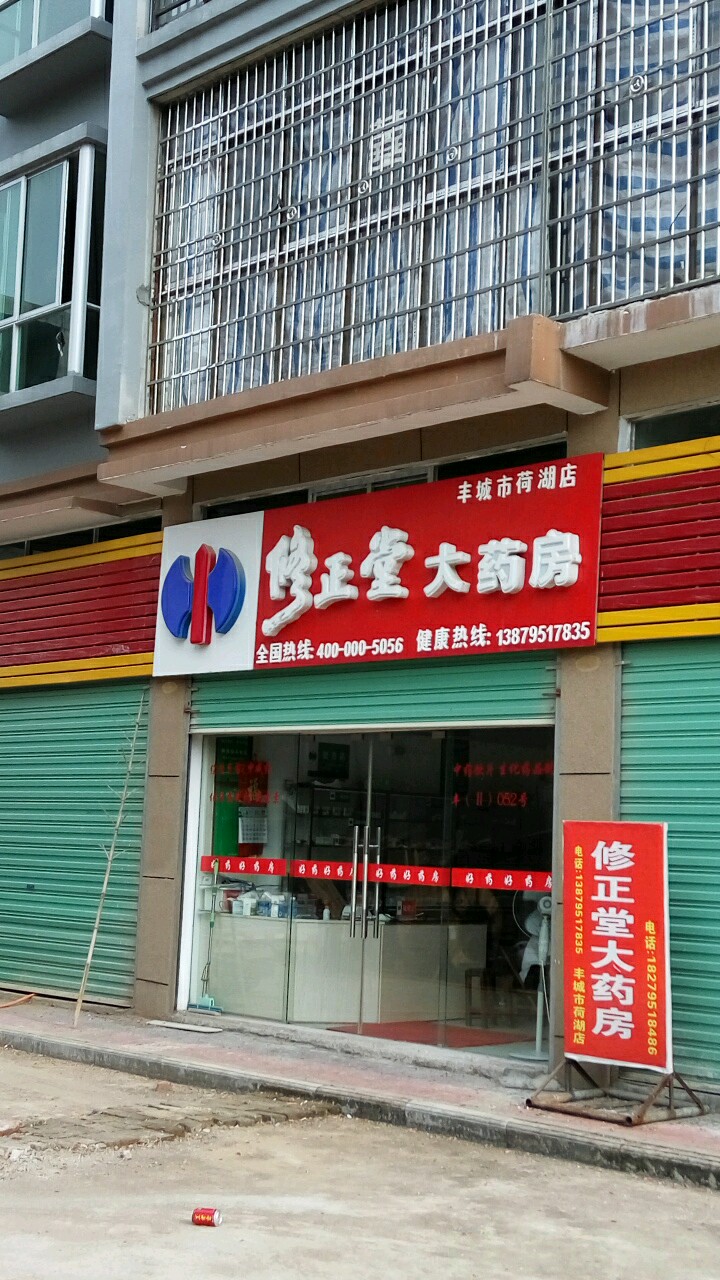 丰城市荷湖店
修正堂大药房
全国热线:400-000-5056 健康热线:13879517835
好药好药房 好药好药房 好药好药房 好药好药房
修正堂大药房
电话:13879517835 丰城市荷湖店
电话:18279518486